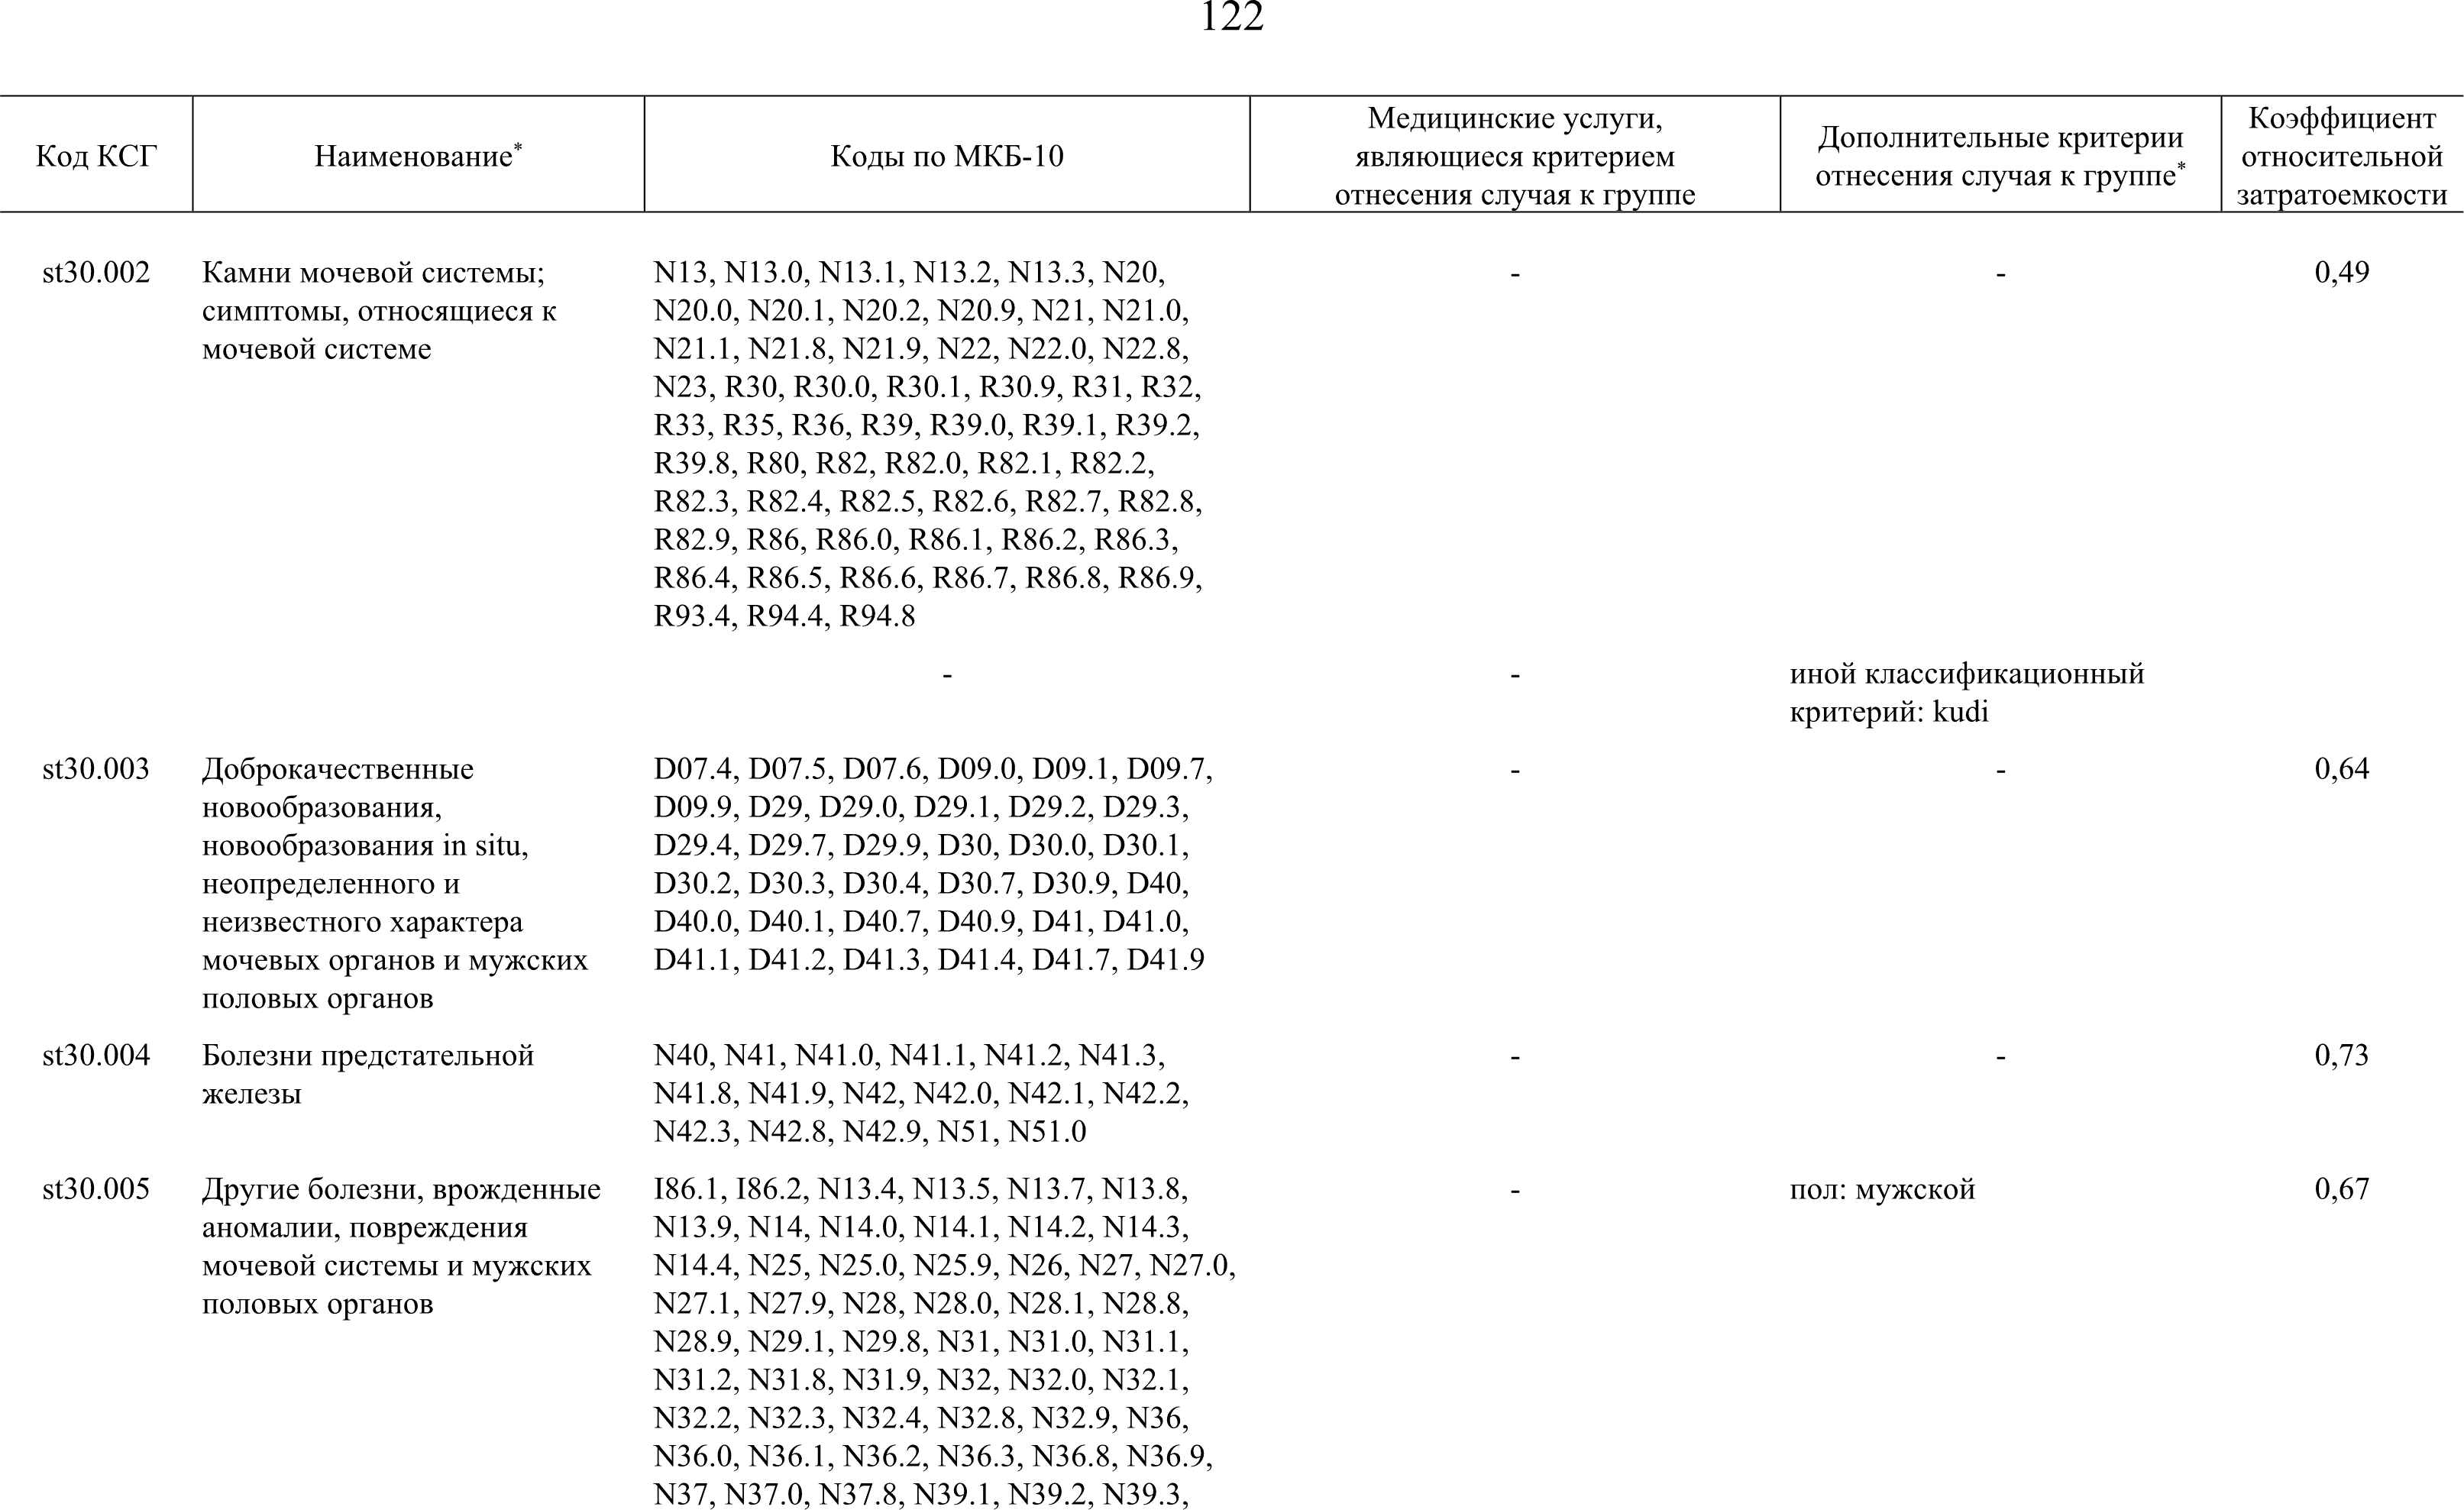 122
Код КСГ
Наименование*
Коды по МКБ-10
Медицинские услуги,
являющиеся критерием
отнесения случая к группе
Дополнительные критерии
отнесения случая к группе*
Коэффициент
относительной
затратоемкости
st30.002
Камни мочевой системы;
симптомы, относящиеся к
мочевой системе
N13, N13.0, N13.1, N13.2, N13.3, N20,
N20.0, N20.1, N20.2, N20.9, N21, N21.0,
N21.1, N21.8, N21.9, N22, N22.0, N22.8,
N23, R30, R30.0, R30.1, R30.9, R31, R32,
R33, R35, R36, R39, R39.0, R39.1, R39.2,
R39.8, R80, R82, R82.0, R82.1, R82.2,
R82.3, R82.4, R82.5, R82.6, R82.7, R82.8,
R82.9, R86, R86.0, R86.1, R86.2, R86.3,
R86.4, R86.5, R86.6, R86.7, R86.8, R86.9,
R93.4, R94.4, R94.8
-
-
0,49
-
-
иной классификационный
критерий: kudi
st30.003
Доброкачественные
новообразования,
новообразования in situ,
неопределенного и
неизвестного характера
мочевых органов и мужских
половых органов
D07.4, D07.5, D07.6, D09.0, D09.1, D09.7,
D09.9, D29, D29.0, D29.1, D29.2, D29.3,
D29.4, D29.7, D29.9, D30, D30.0, D30.1,
D30.2, D30.3, D30.4, D30.7, D30.9, D40,
D40.0, D40.1, D40.7, D40.9, D41, D41.0,
D41.1, D41.2, D41.3, D41.4, D41.7, D41.9
-
-
0,64
st30.004
Болезни предстательной
железы
N40, N41, N41.0, N41.1, N41.2, N41.3,
N41.8, N41.9, N42, N42.0, N42.1, N42.2,
N42.3, N42.8, N42.9, N51, N51.0
-
-
0,73
st30.005
Другие болезни, врожденные
аномалии, повреждения
мочевой системы и мужских
половых органов
I86.1, I86.2, N13.4, N13.5, N13.7, N13.8,
N13.9, N14, N14.0, N14.1, N14.2, N14.3,
N14.4, N25, N25.0, N25.9, N26, N27, N27.0,
N27.1, N27.9, N28, N28.0, N28.1, N28.8,
N28.9, N29.1, N29.8, N31, N31.0, N31.1,
N31.2, N31.8, N31.9, N32, N32.0, N32.1,
N32.2, N32.3, N32.4, N32.8, N32.9, N36,
N36.0, N36.1, N36.2, N36.3, N36.8, N36.9,
N37, N37.0, N37.8, N39.1, N39.2, N39.3,
-
пол: мужской
0,67